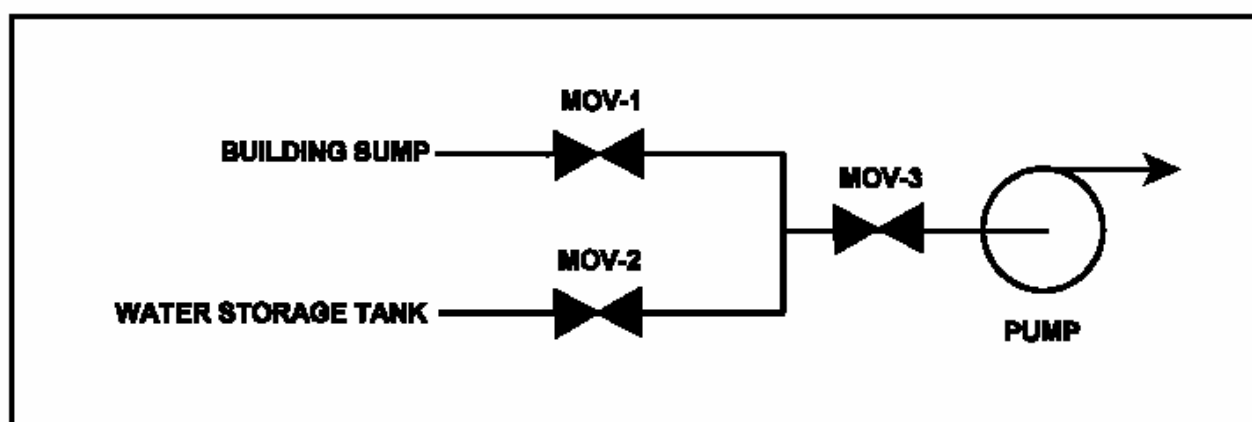 MOV-1
BUILDING SUMP
MOV-3
MOV-2
WATER STORAGE TANK
PUMP